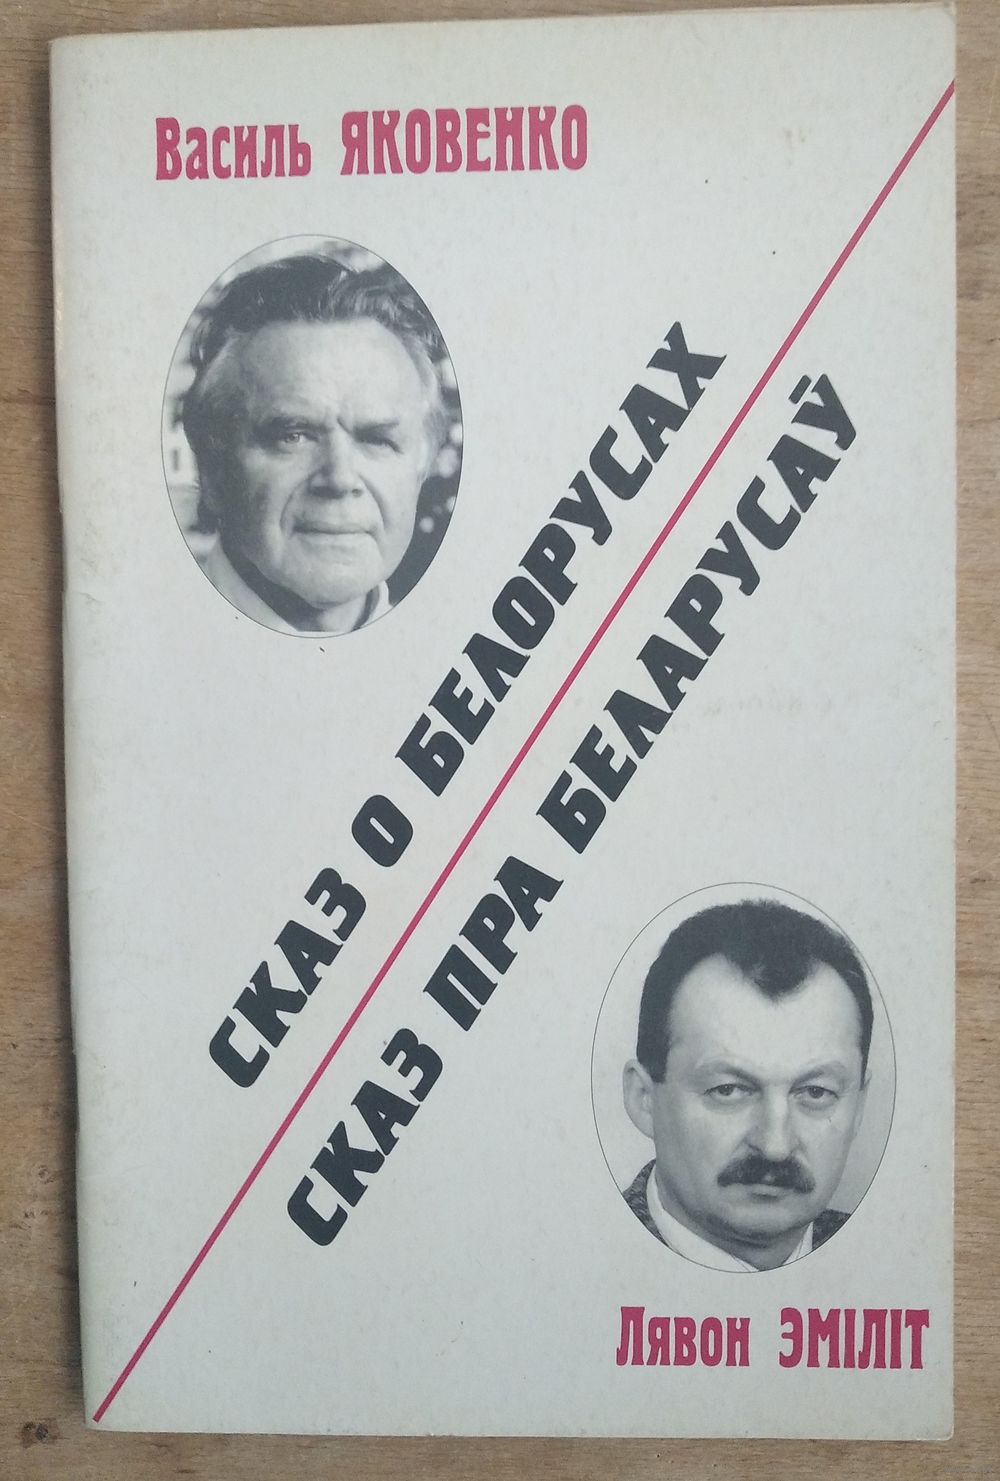 Василь ЯКОВЕНКО
СКАЗ О БЕЛОРУСАХ
СКАЗ ПРА БЕЛАРУСАЎ
Лявон ЭМІЛІТ